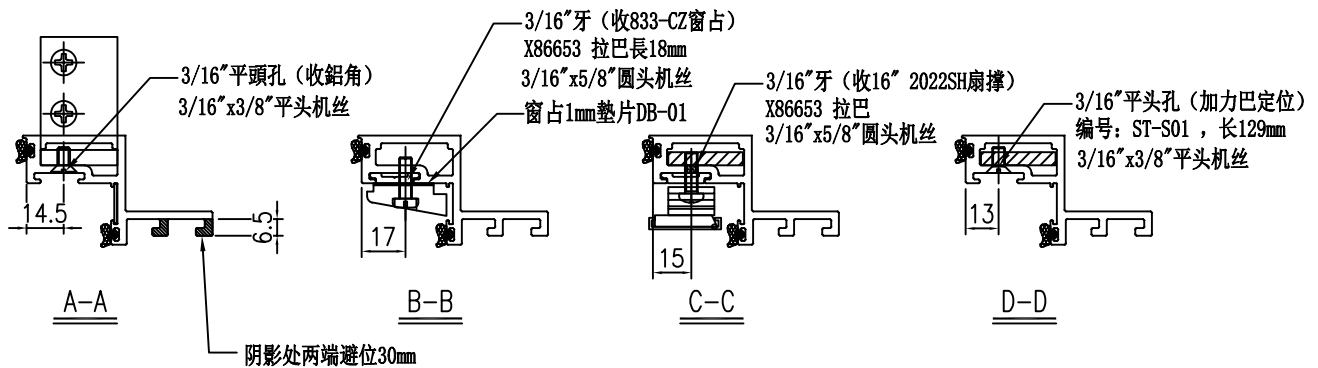 3/16"平頭孔（收鋁角）
3/16"x3/8"平头机丝
14.5
6.5
A-A
阴影处两端避位30mm
3/16"牙（收833-CZ窗占）
X86653 拉巴長18mm
3/16"x5/8"圆头机丝
窗占1mm墊片DB-01
17
B-B
3/16"牙（收16" 2022SH扇撑）
X86653 拉巴
3/16"x5/8"圆头机丝
15
C-C
3/16"平头孔（加力巴定位）
编号：ST-S01 ，长129mm
3/16"x3/8"平头机丝
13
D-D